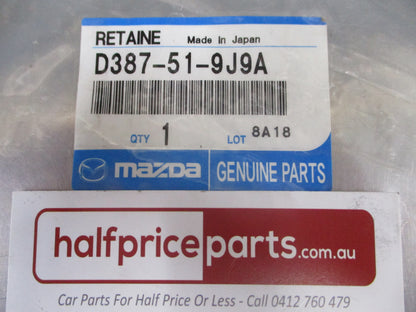 RETAINE Made in Japan
D387-51-9J9A
QTY 1 LOT 8A18
mazda GENUINE PARTS
halfpriceparts.com.au
Car Parts For Half Price Or Less - Call 0412 760 479